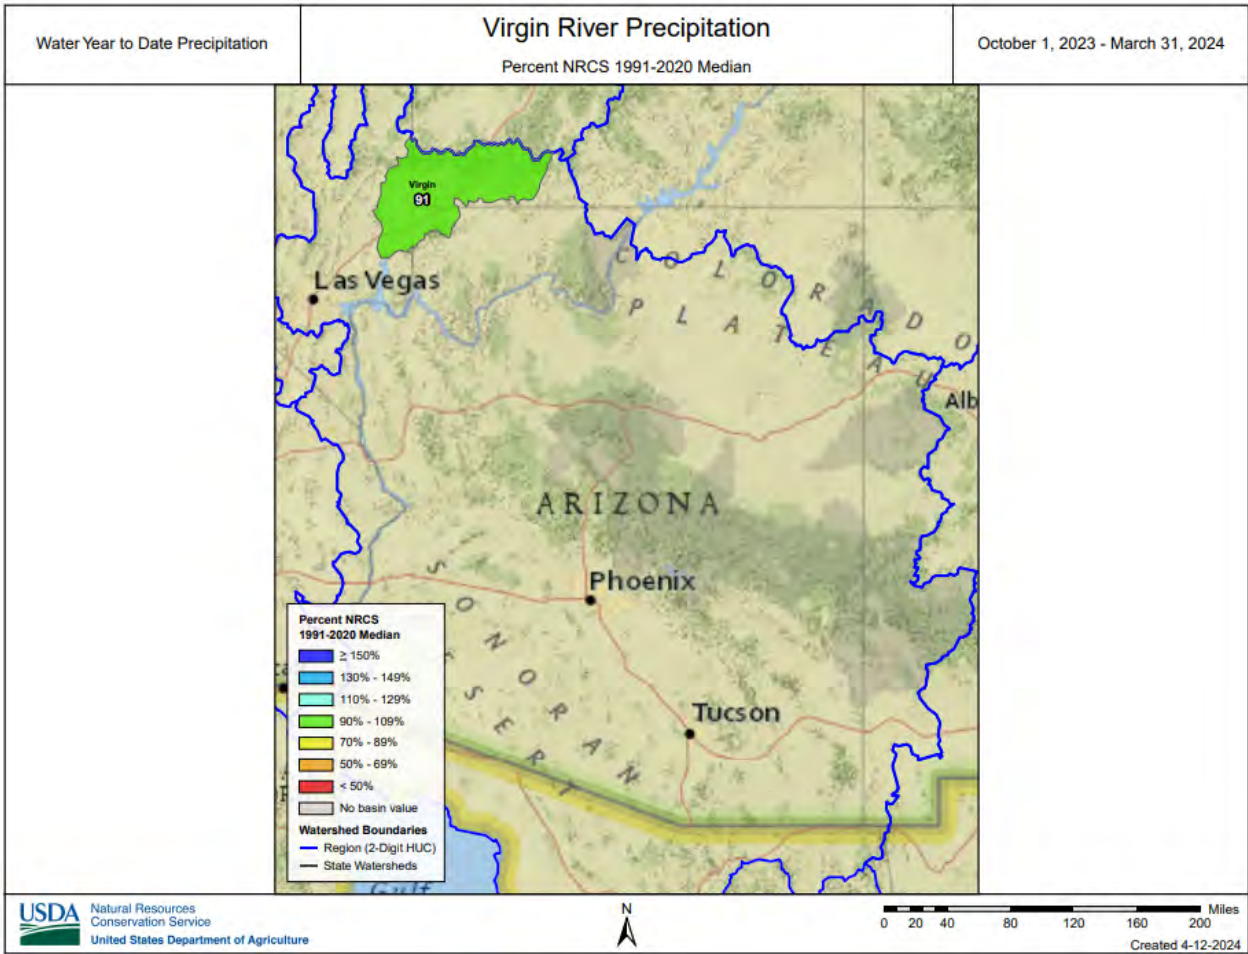 Water Year to Date Precipitation
Virgin River Precipitation
Percent NRCS 1991-2020 Median
October 1, 2023 - March 31, 2024
Virgin
91
Las Vegas
COLORADO
PLATEAU
Alb
ARIZONA
Phoenix
SONORAN
Tucson
Percent NRCS
1991-2020 Median
≥ 150%
130% - 149%
110% - 129%
90% - 109%
70% - 89%
50% - 69%
< 50%
No basin value
Watershed Boundaries
Region (2-Digit HUC)
State Watersheds
Gulf
USDA
Natural Resources
Conservation Service
United States Department of Agriculture
N
0 20 40 80 120 160 200 Miles
Created 4-12-2024